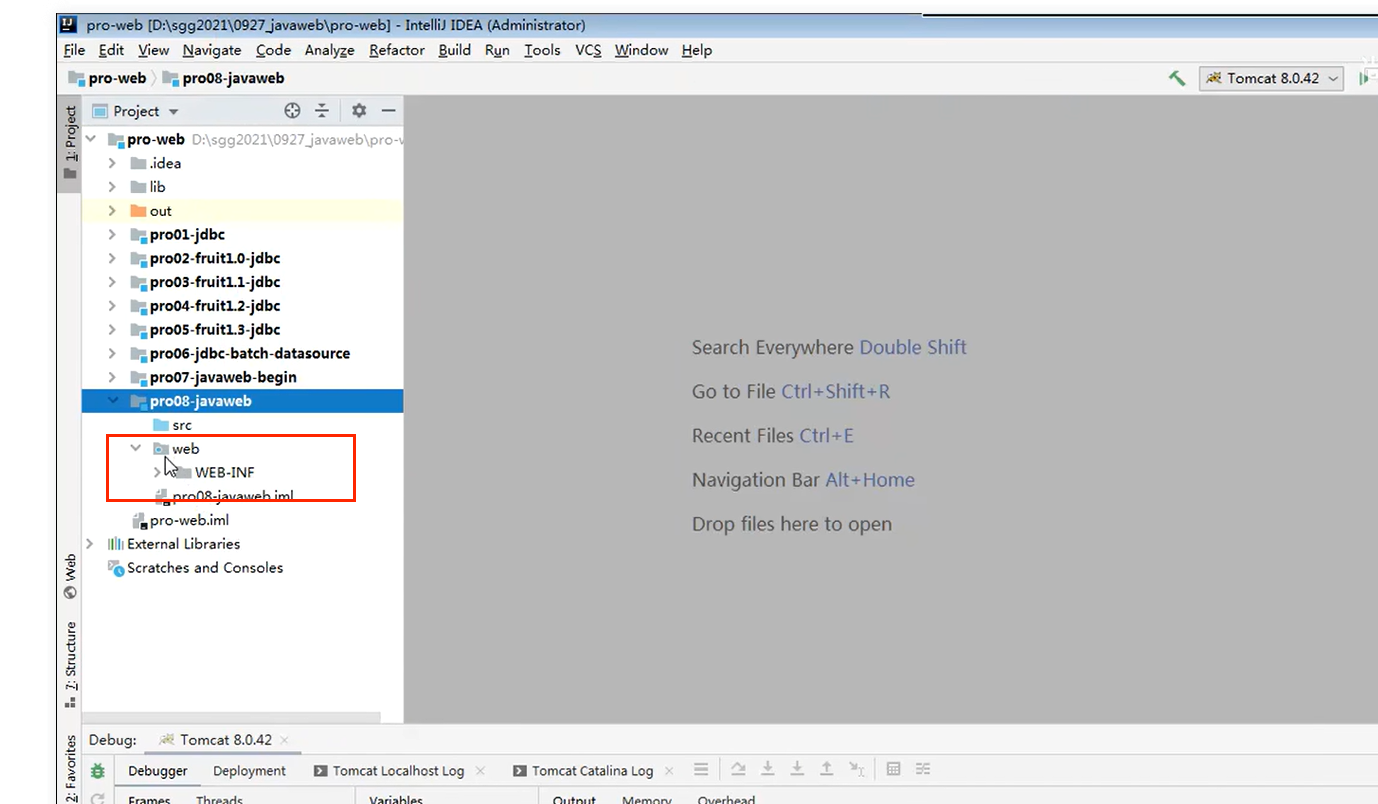 pro-web [D:\sgg2021\0927_javaweb\pro-web] - IntelliJ IDEA (Administrator)
File Edit View Navigate Code Analyze Refactor Build Run Tools VCS Window Help
pro-web pro08-javaweb
Tomcat 8.0.42
1: Project
Project
pro-web D:\sgg2021\0927_javaweb\pro-v
.idea
lib
out
pro01-jdbc
pro02-fruit1.0-jdbc
pro03-fruit1.1-jdbc
pro04-fruit1.2-jdbc
pro05-fruit1.3-jdbc
pro06-jdbc-batch-datasource
pro07-javaweb-begin
pro08-javaweb
src
web
WEB-INF
pro08-javaweb.iml
pro-web.iml
External Libraries
Scratches and Consoles
Web
7: Structure
2: Favorites
Search Everywhere Double Shift
Go to File Ctrl+Shift+R
Recent Files Ctrl+E
Navigation Bar Alt+Home
Drop files here to open
Debug: Tomcat 8.0.42
Debugger Deployment Tomcat Localhost Log Tomcat Catalina Log
Frames Threads Variables Output Memory Overhead